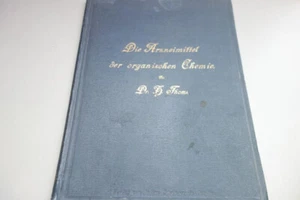 Die Arzneimittel
der organischen Chemie.
v.
Dr. H. Thoms.